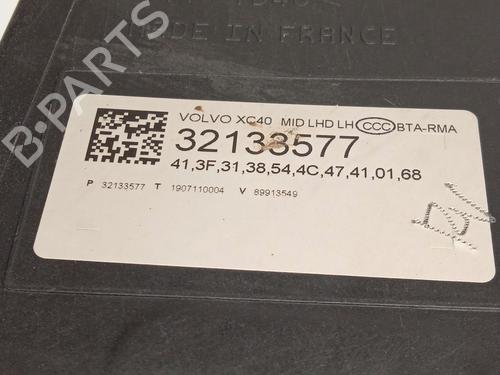 MADE IN FRANCE
B-PARTS
VOLVO XC40 MID LHD LH CCC BTA-RMA
32133577
41,3F,31,38,54,4C,47,41,01,68
P 32133577 T 1907110004 V 89913549